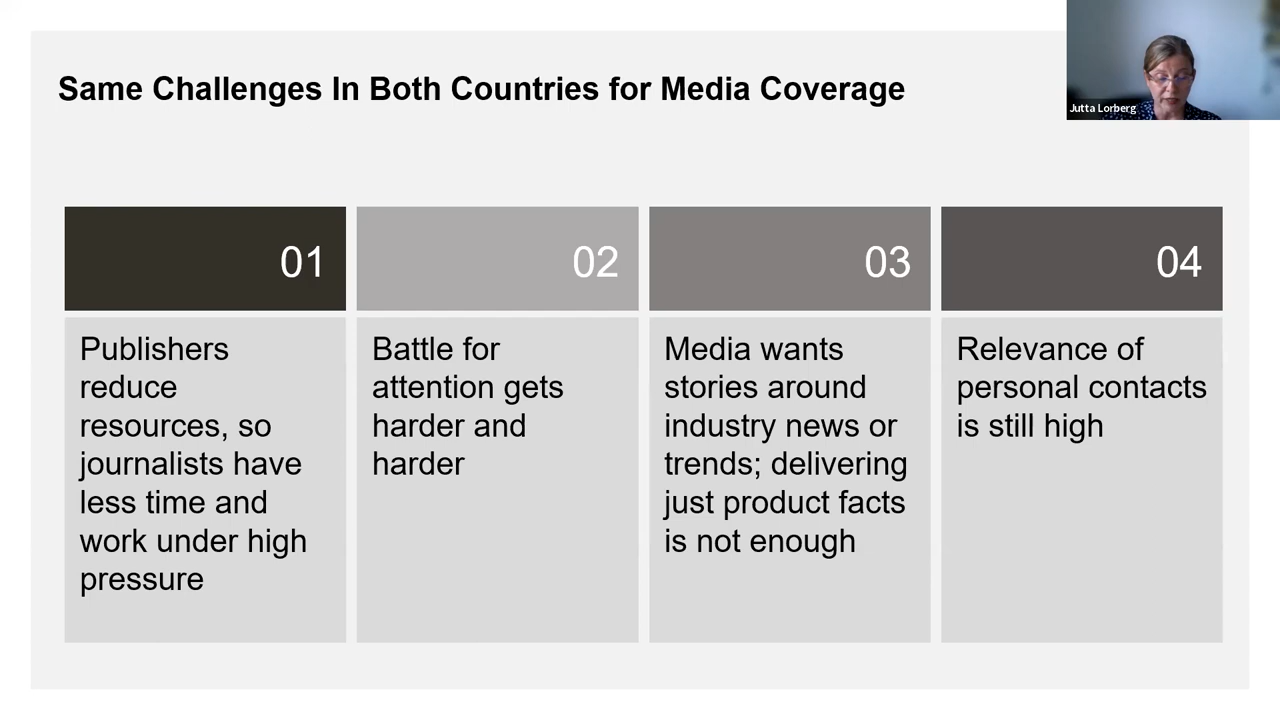 Same Challenges In Both Countries for Media Coverage
Jutta Lorberg
01
Publishers
reduce
resources, so
journalists have
less time and
work under high
pressure
02
Battle for
attention gets
harder and
harder
03
Media wants
stories around
industry news or
trends; delivering
just product facts
is not enough
04
Relevance of
personal contacts
is still high